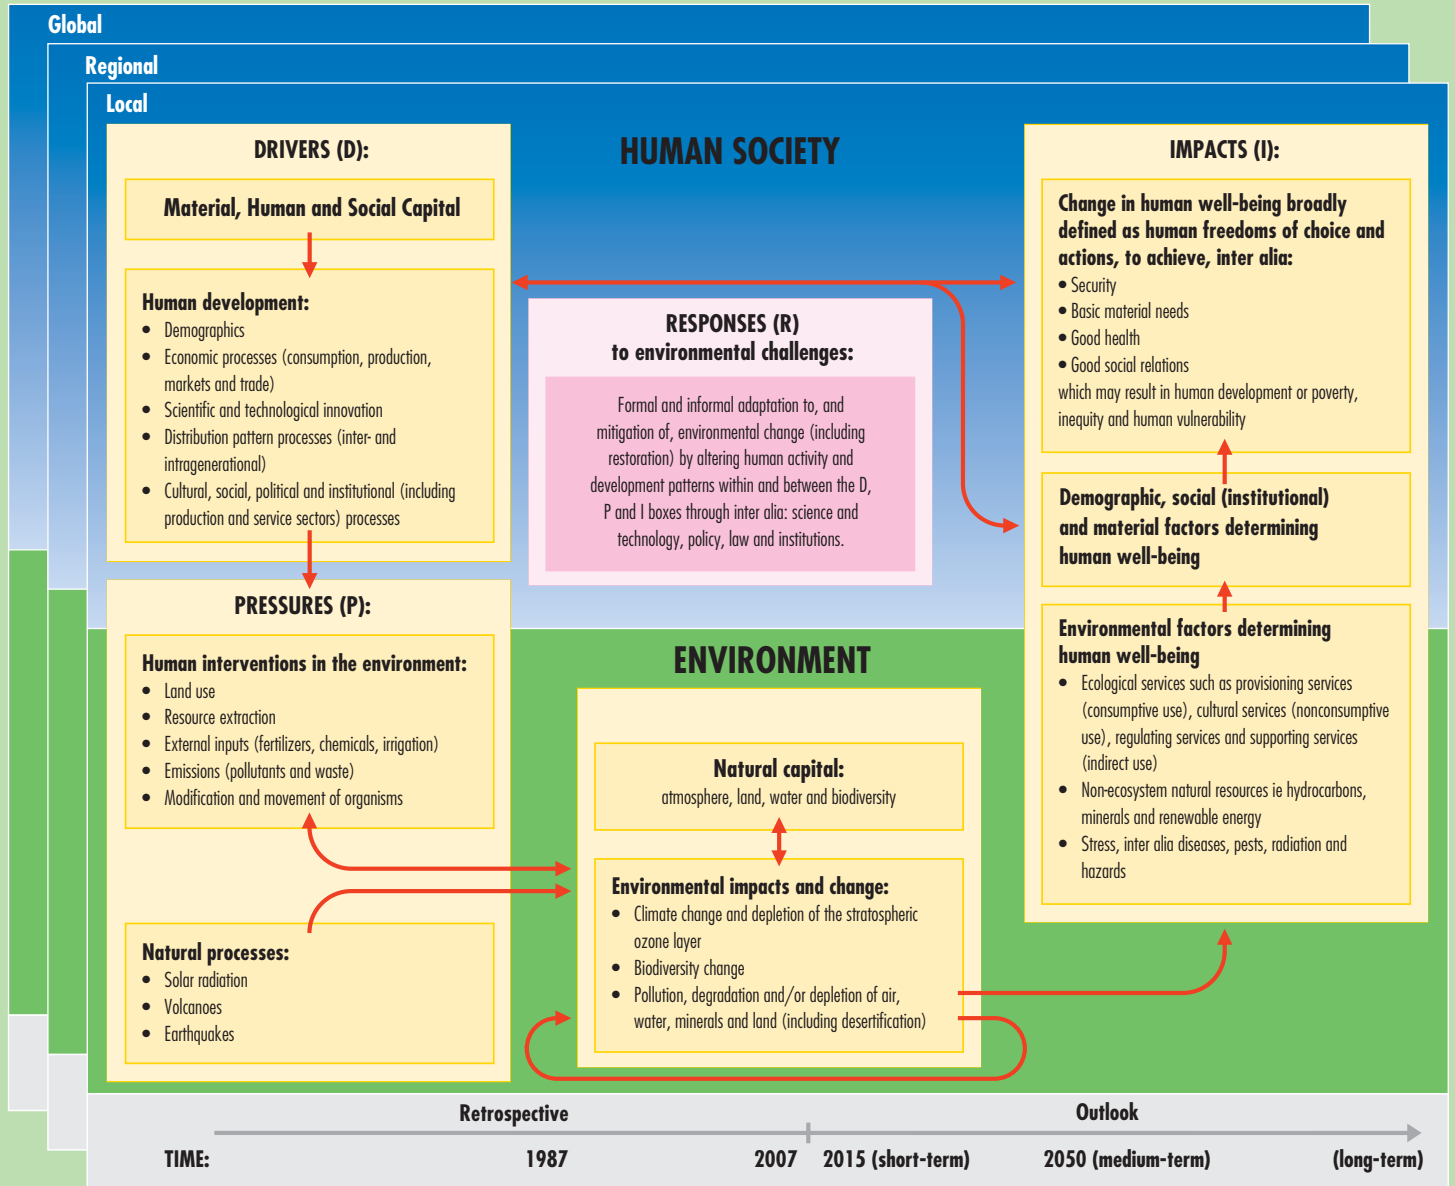 Global
Regional
Local
HUMAN SOCIETY
DRIVERS (D):
Material, Human and Social Capital
Human development:
• Demographics
• Economic processes (consumption, production,
markets and trade)
• Scientific and technological innovation
• Distribution pattern processes (inter- and
intragenerational)
• Cultural, social, political and institutional (including
production and service sectors) processes
PRESSURES (P):
Human interventions in the environment:
• Land use
• Resource extraction
• External inputs (fertilizers, chemicals, irrigation)
• Emissions (pollutants and waste)
• Modification and movement of organisms
Natural processes:
• Solar radiation
• Volcanoes
• Earthquakes
RESPONSES (R)
to environmental challenges:
Formal and informal adaptation to, and
mitigation of, environmental change (including
restoration) by altering human activity and
development patterns within and between the D,
P and I boxes through inter alia: science and
technology, policy, law and institutions.
ENVIRONMENT
Natural capital:
atmosphere, land, water and biodiversity
Environmental impacts and change:
• Climate change and depletion of the stratospheric
ozone layer
• Biodiversity change
• Pollution, degradation and/or depletion of air,
water, minerals and land (including desertification)
IMPACTS (I):
Change in human well-being broadly
defined as human freedoms of choice and
actions, to achieve, inter alia:
• Security
• Basic material needs
• Good health
• Good social relations
which may result in human development or poverty,
inequity and human vulnerability
Demographic, social (institutional)
and material factors determining
human well-being
Environmental factors determining
human well-being
• Ecological services such as provisioning services
(consumptive use), cultural services (nonconsumptive
use), regulating services and supporting services
(indirect use)
• Non-ecosystem natural resources ie hydrocarbons,
minerals and renewable energy
• Stress, inter alia diseases, pests, radiation and
hazards
Retrospective
Outlook
TIME:
1987
2007
2015 (short-term)
2050 (medium-term)
(long-term)